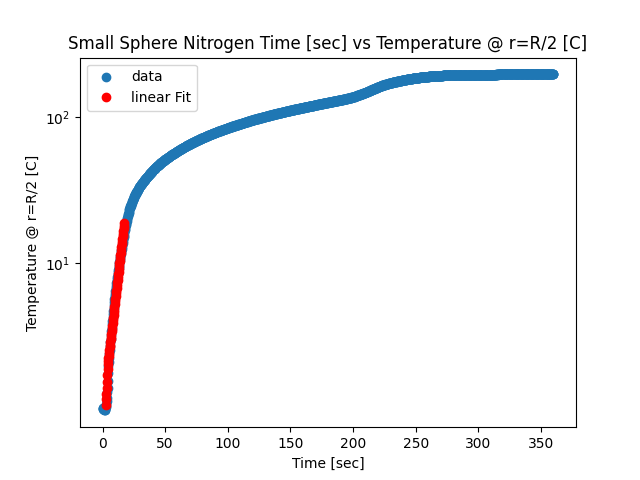 Small Sphere Nitrogen Time [sec] vs Temperature @ r=R/2 [C]
data
linear Fit
10²
10¹
Temperature @ r=R/2 [C]
0 50 100 150 200 250 300 350
Time [sec]